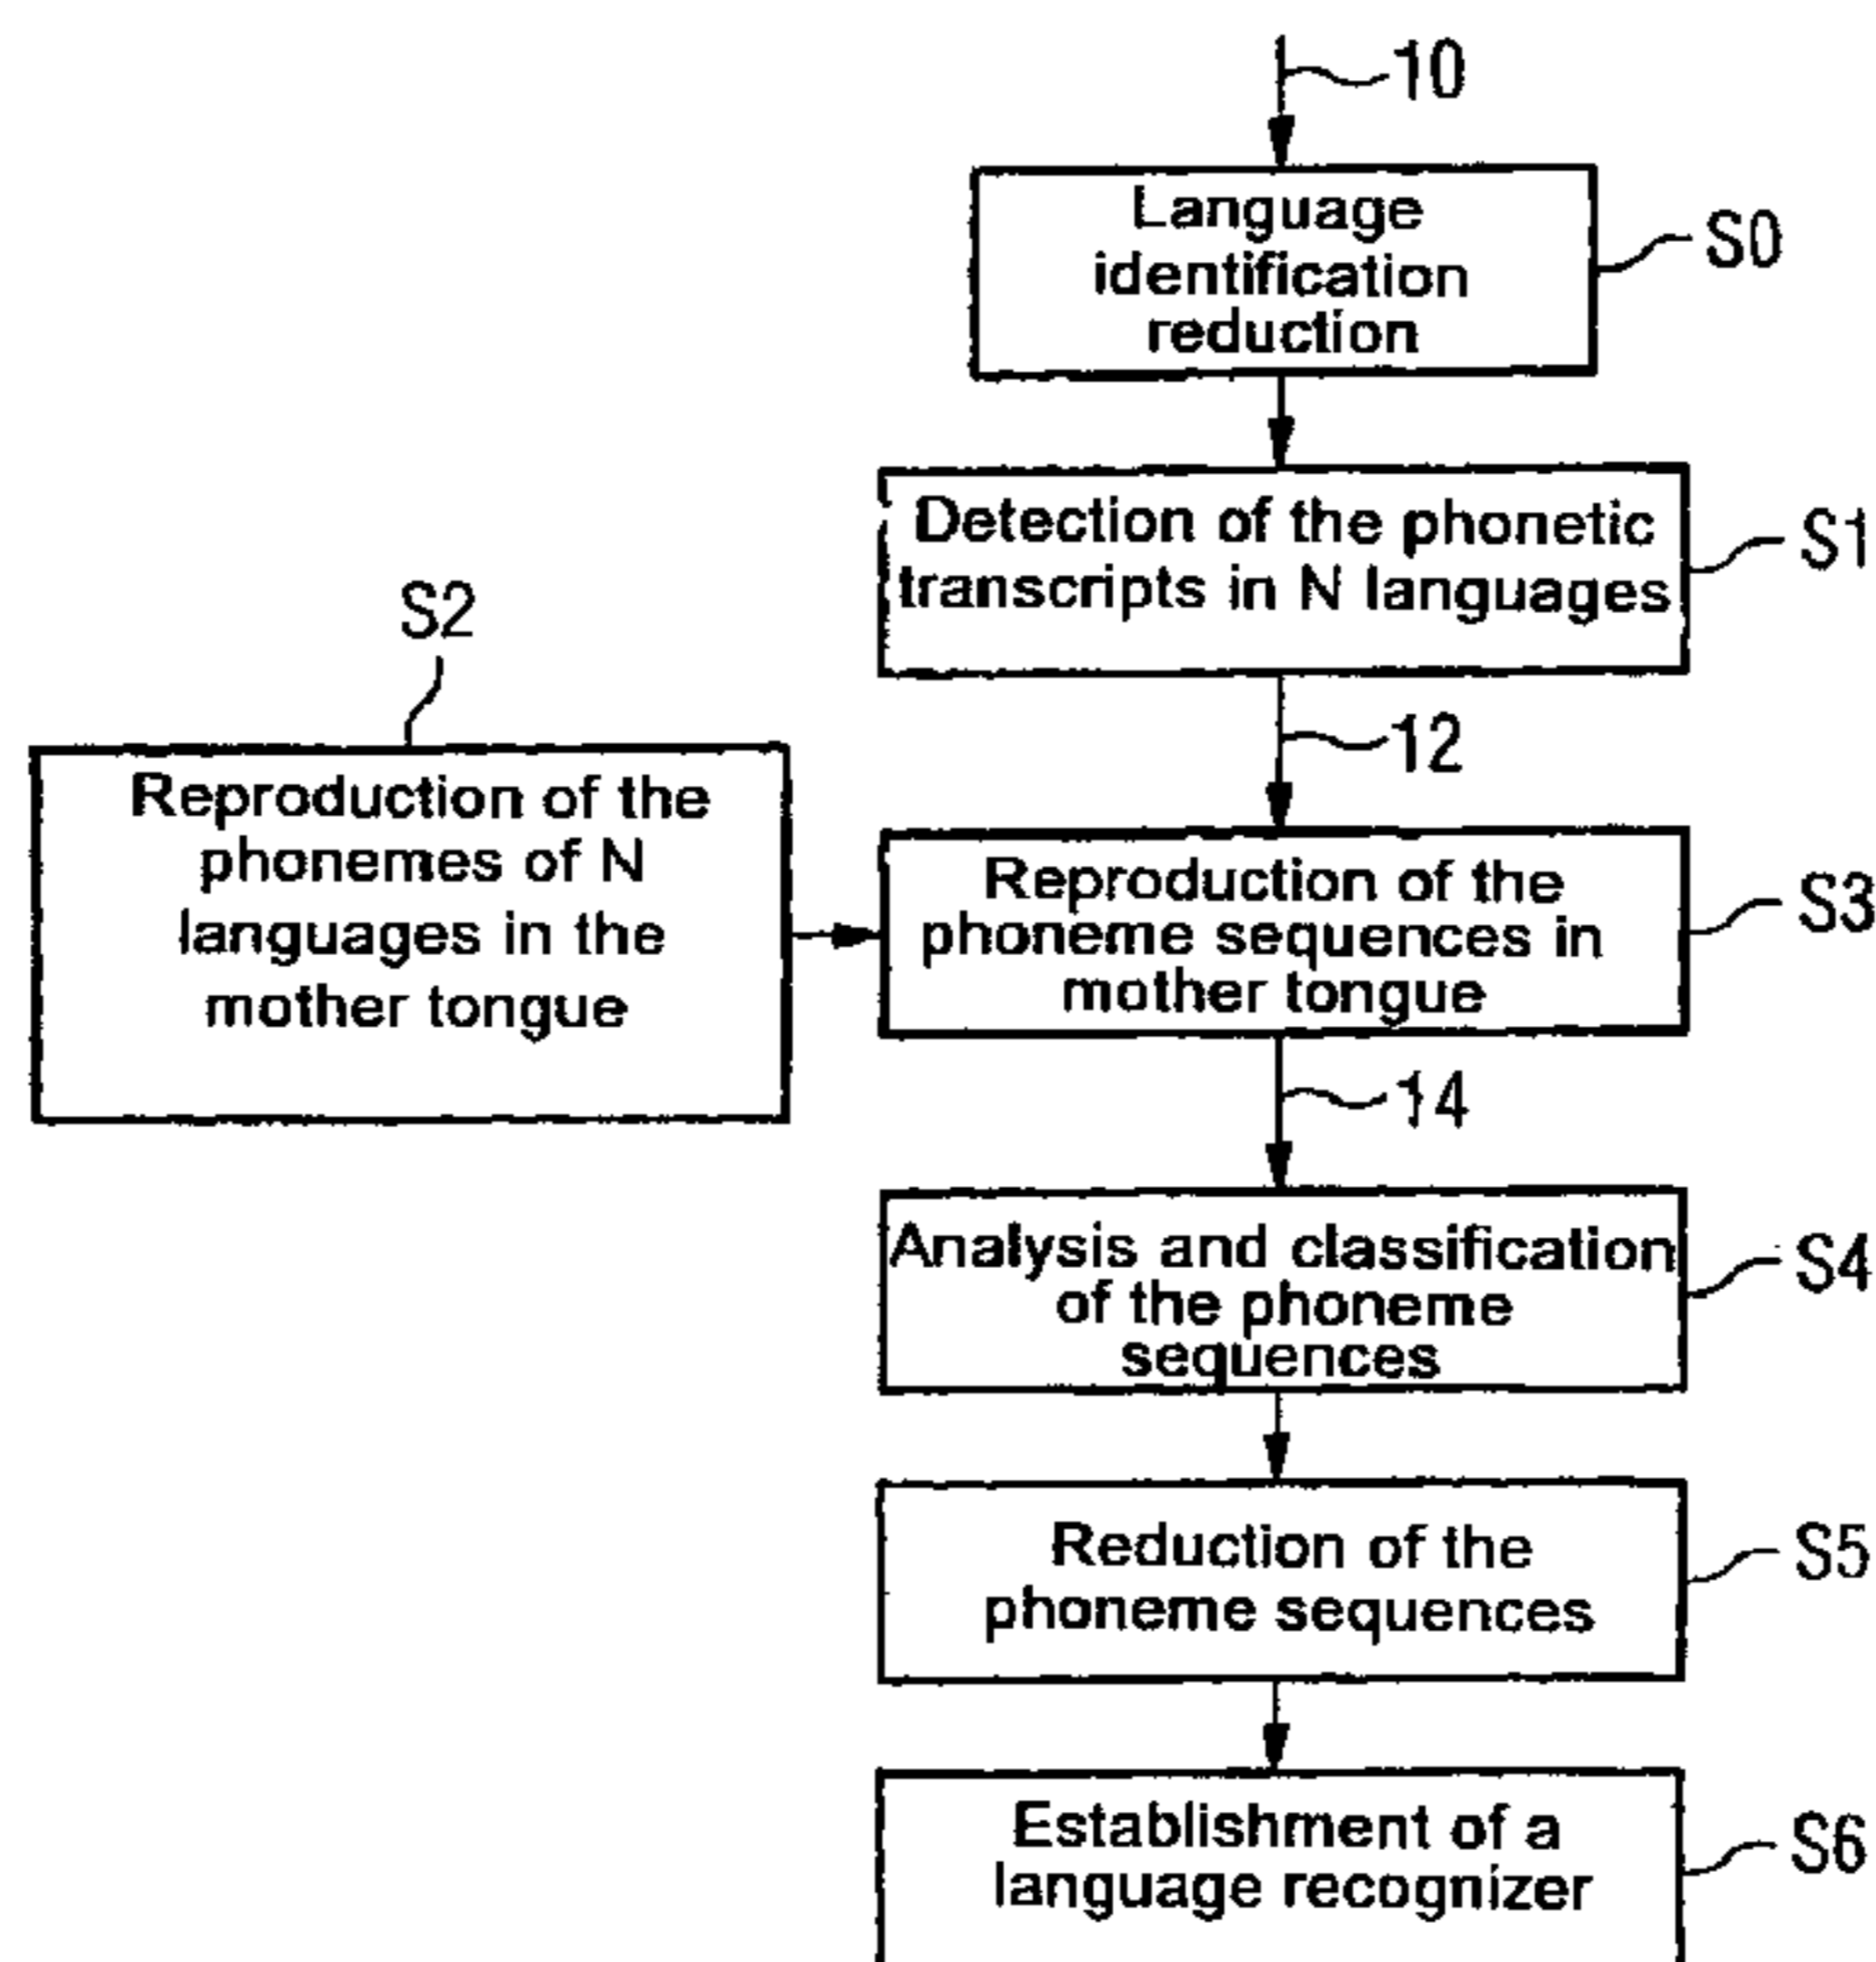 10
Language
identification
reduction
S0
Detection of the phonetic
transcripts in N languages
S1
S2
12
Reproduction of the
phonemes of N
languages in the
mother tongue
Reproduction of the
phoneme sequences in
mother tongue
S3
14
Analysis and classification
of the phoneme
sequences
S4
Reduction of the
phoneme sequences
S5
Establishment of a
language recognizer
S6